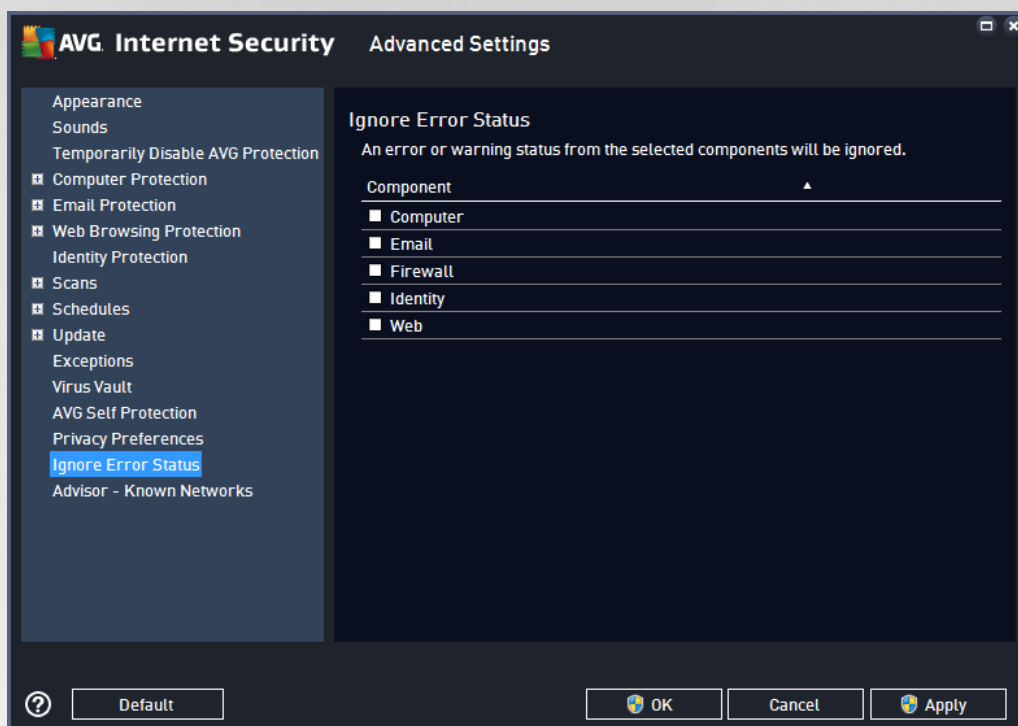 AVG. Internet Security Advanced Settings
Appearance
Sounds
Temporarily Disable AVG Protection
Computer Protection
Email Protection
Web Browsing Protection
Identity Protection
Scans
Schedules
Update
Exceptions
Virus Vault
AVG Self Protection
Privacy Preferences
Ignore Error Status
Advisor - Known Networks
Ignore Error Status
An error or warning status from the selected components will be ignored.
Component
Computer
Email
Firewall
Identity
Web
? Default OK Cancel Apply